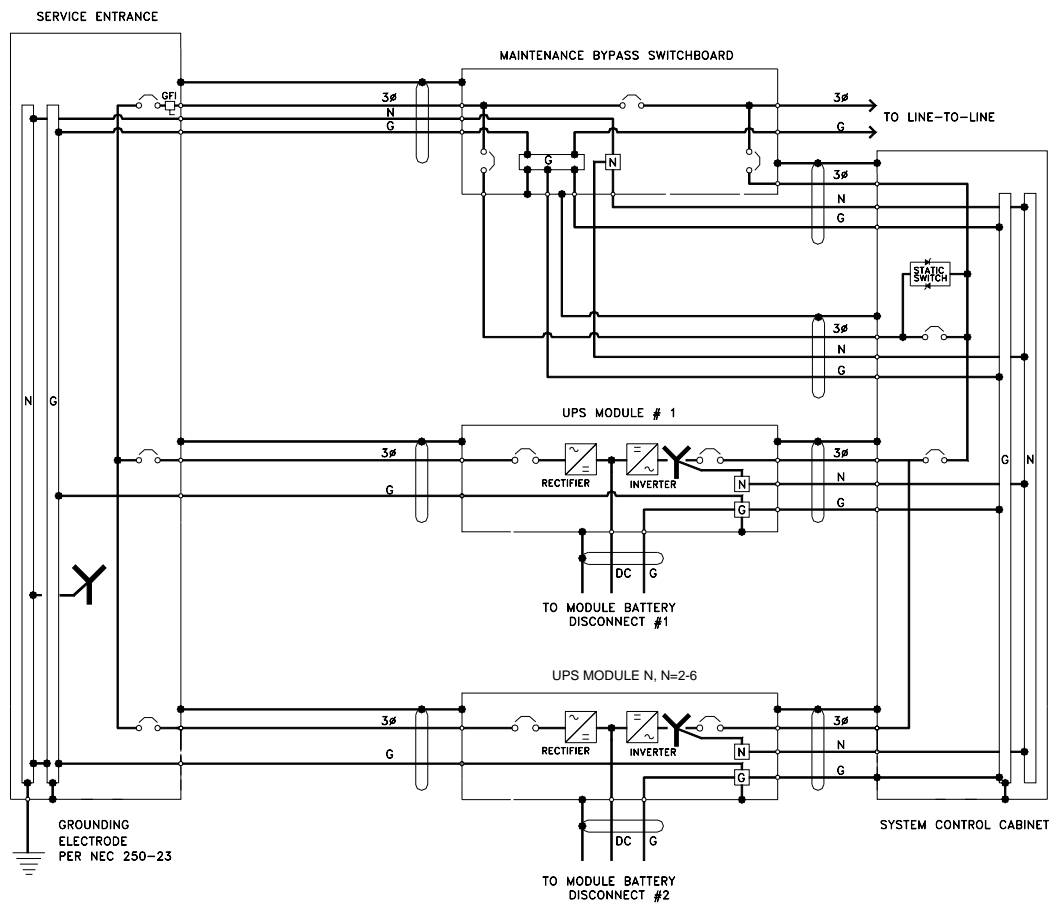 SERVICE ENTRANCE
MAINTENANCE BYPASS SWITCHBOARD
GFI
3Ø
N
G
3Ø
G
TO LINE-TO-LINE
G
N
3Ø
N
G
STATIC
SWITCH
3Ø
N
G
N
G
UPS MODULE # 1
3Ø
RECTIFIER
INVERTER
3Ø
N
N
G
G
G
G
N
DC
G
TO MODULE BATTERY
DISCONNECT #1
UPS MODULE N, N=2-6
3Ø
RECTIFIER
INVERTER
3Ø
N
N
G
G
G
DC
G
TO MODULE BATTERY
DISCONNECT #2
GROUNDING
ELECTRODE
PER NEC 250-23
SYSTEM CONTROL CABINET